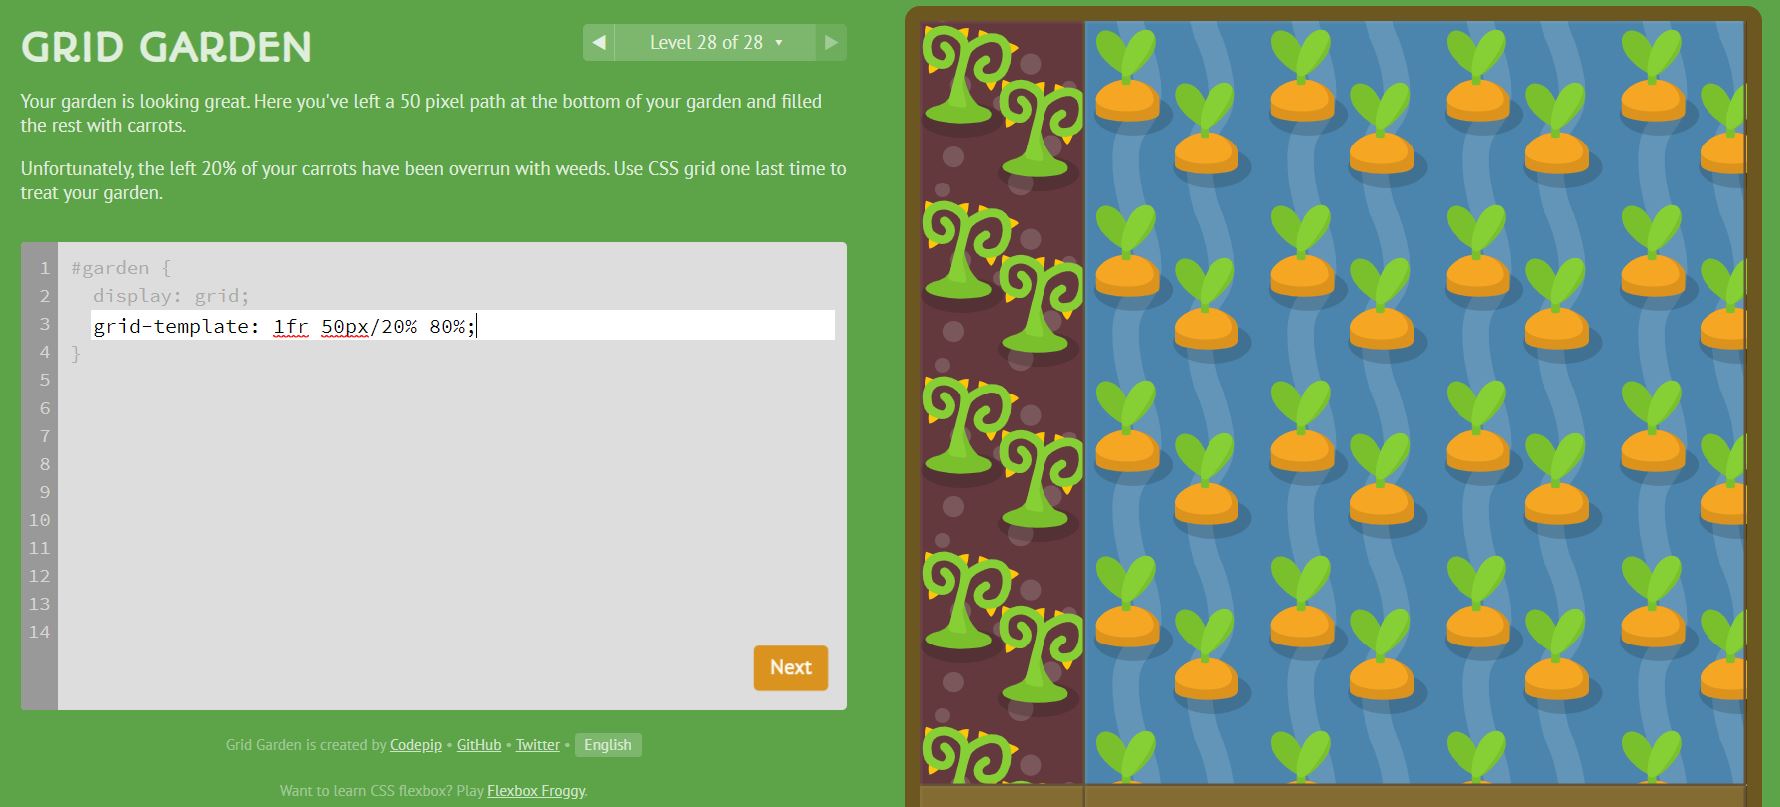 GRID GARDEN
◀ Level 28 of 28 ▼ ▶
Your garden is looking great. Here you've left a 50 pixel path at the bottom of your garden and filled
the rest with carrots.
Unfortunately, the left 20% of your carrots have been overrun with weeds. Use CSS grid one last time to
treat your garden.
1 #garden {
2 display: grid;
3 grid-template: 1fr 50px/20% 80%;
4 }
5
6
7
8
9
10
11
12
13
14
Next
Grid Garden is created by Codepip • GitHub • Twitter • English
Want to learn CSS flexbox? Play Flexbox Froggy.